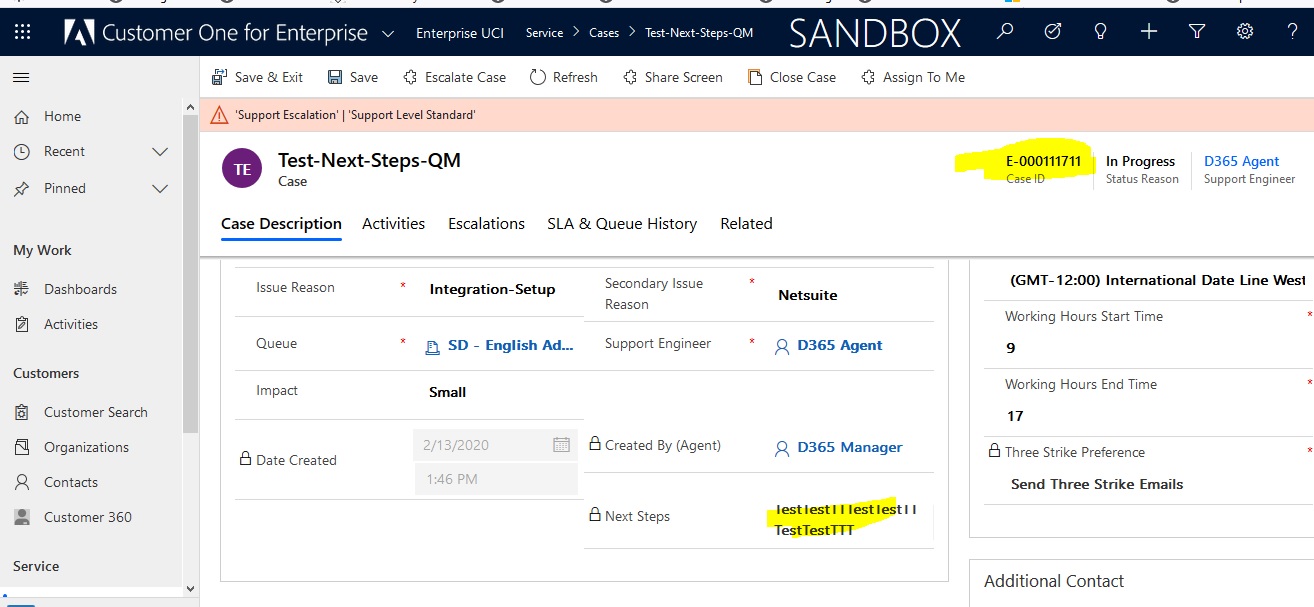 Customer One for Enterprise
Enterprise UCI
Service > Cases > Test-Next-Steps-QM
SANDBOX
?
Save & Exit
Save
Escalate Case
Refresh
Share Screen
Close Case
Assign To Me
Home
Recent
Pinned
My Work
Dashboards
Activities
Customers
Customer Search
Organizations
Contacts
Customer 360
Service
'Support Escalation' | 'Support Level Standard'
TE
Test-Next-Steps-QM
Case
E-000111711
Case ID
In Progress
Status Reason
D365 Agent
Support Engineer
Case Description
Activities
Escalations
SLA & Queue History
Related
Issue Reason * Integration-Setup
Secondary Issue
Reason
* Netsuite
Queue * SD - English Ad...
Support Engineer * D365 Agent
Impact Small
Date Created
2/13/2020
1:46 PM
Created By (Agent) D365 Manager
Next Steps
TestTestTTTestTestTT
TestTestTTT
(GMT-12:00) International Date Line West
Working Hours Start Time *
9
Working Hours End Time *
17
Three Strike Preference *
Send Three Strike Emails
Additional Contact